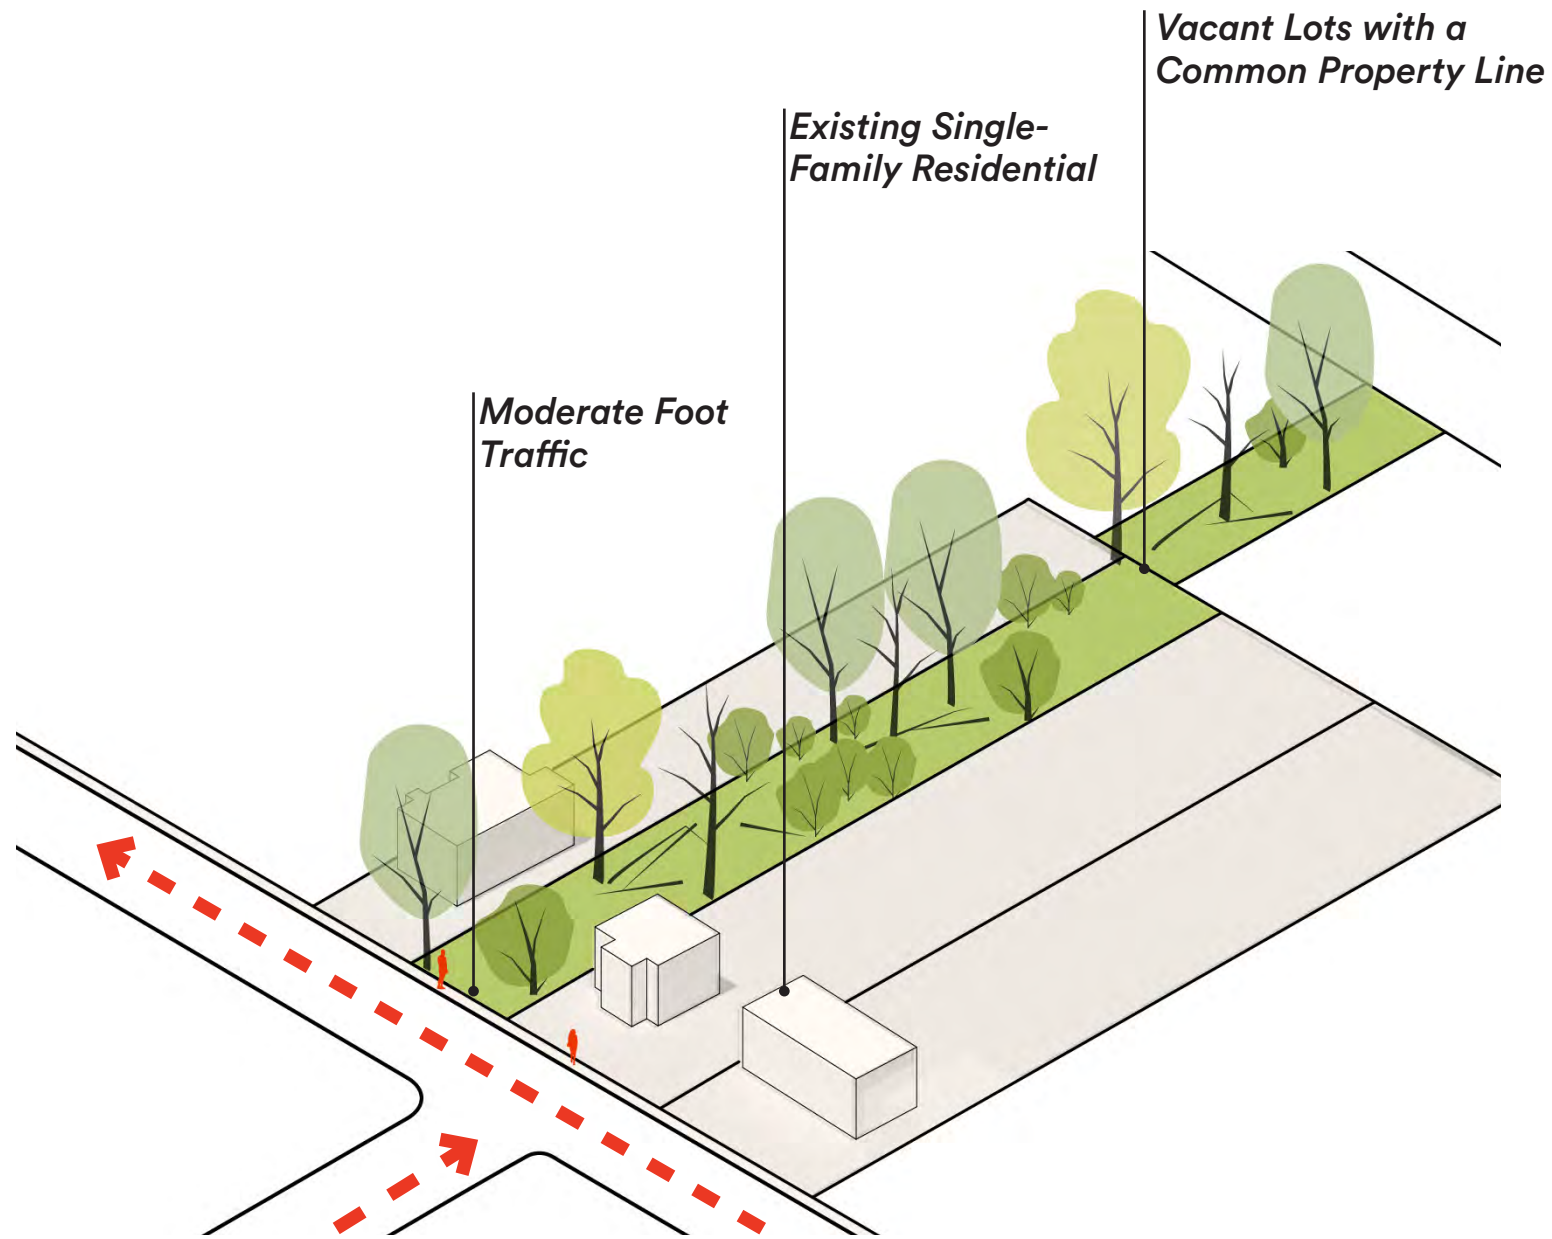 Vacant Lots with a
Common Property Line
Existing Single-
Family Residential
Moderate Foot
Traffic